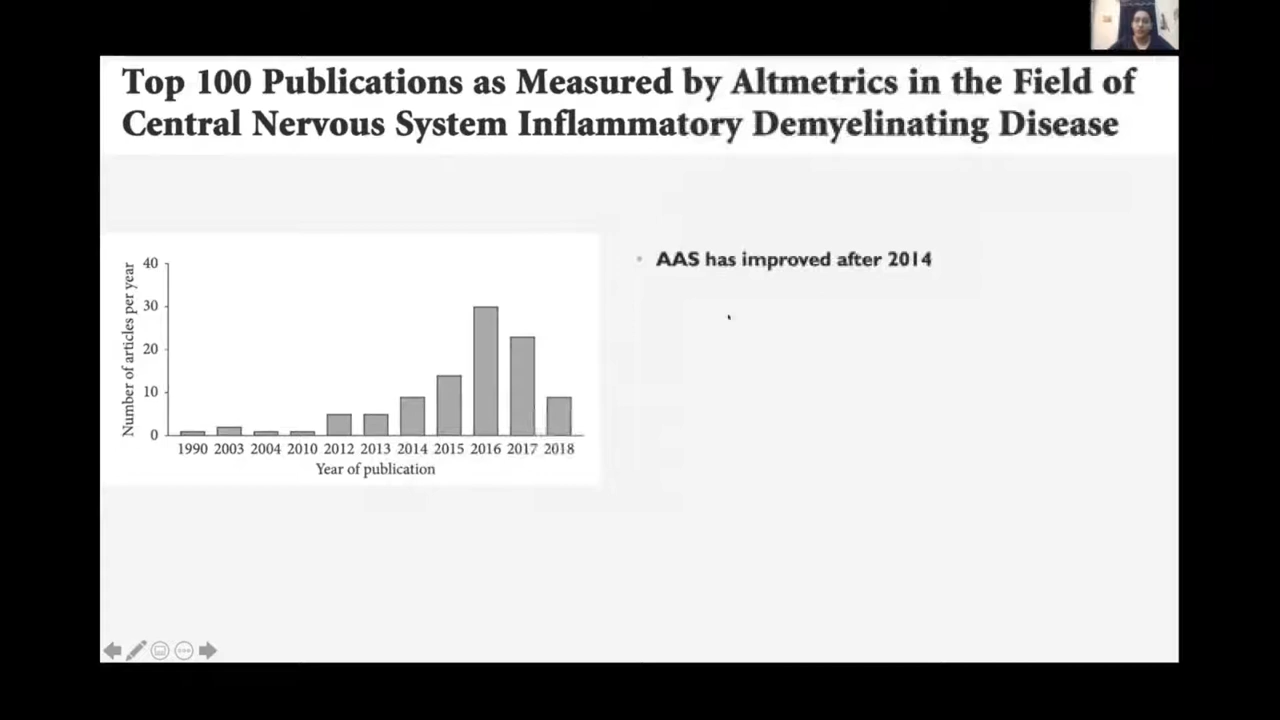 Top 100 Publications as Measured by Altmetrics in the Field of
Central Nervous System Inflammatory Demyelinating Disease
Number of articles per year
40
30
20
10
0
1990 2003 2004 2010 2012 2013 2014 2015 2016 2017 2018
Year of publication
• AAS has improved after 2014